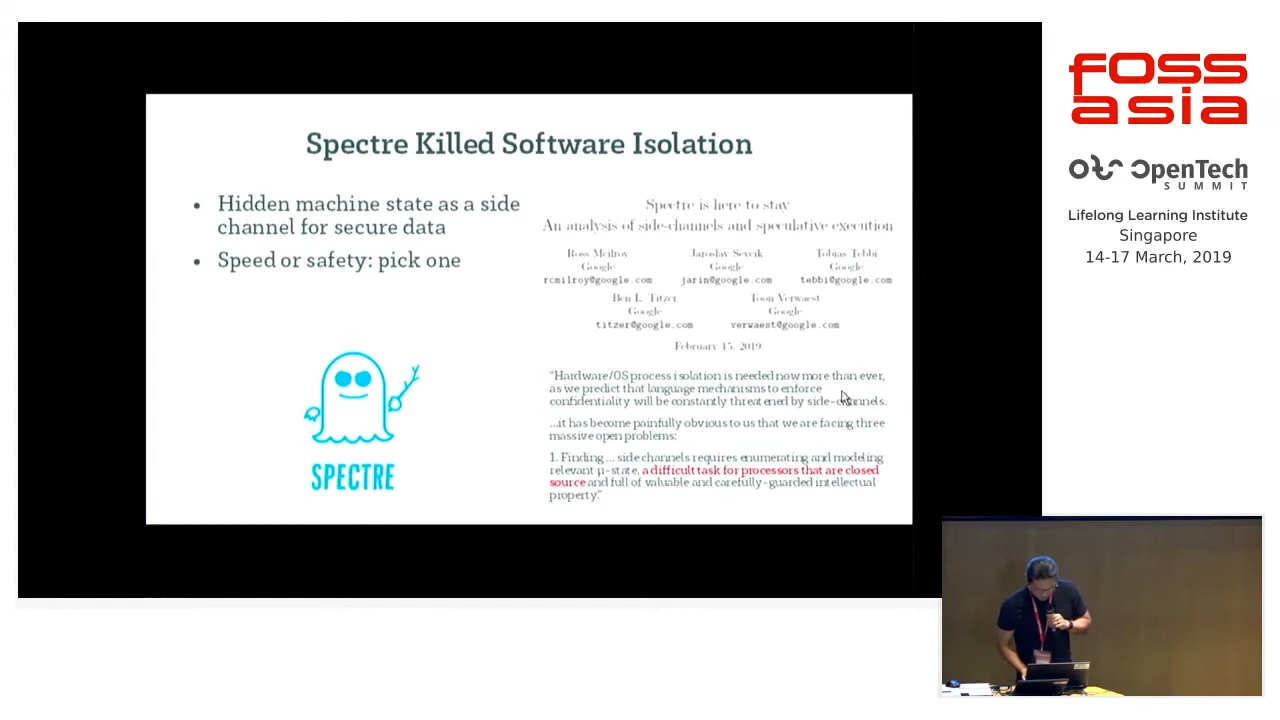 Spectre Killed Software Isolation
• Hidden machine state as a side
channel for secure data
• Speed or safety: pick one
SPECTRE
Spectre is here to stay
An analysis of side-channels and speculative execution
Ross Mcilroy
Google
rcmilroy@google.com
Jaroslav Sevcik
Google
jarin@google.com
Tobias Tebbi
Google
tebbi@google.com
Ben L. Titzer
Google
titzer@google.com
Toon Verwaest
Google
verwaest@google.com
February 15, 2019
“Hardware/OS process isolation is needed now more than ever,
as we predict that language mechanisms to enforce
confidentiality will be constantly threatened by side-channels.
...it has become painfully obvious to us that we are facing three
massive open problems:
1. Finding ... side channels requires enumerating and modeling
relevant μ-state, a difficult task for processors that are closed
source and full of valuable and carefully-guarded intellectual
property.”
foss
asia
OpenTech
SUMMIT
Lifelong Learning Institute
Singapore
14-17 March, 2019